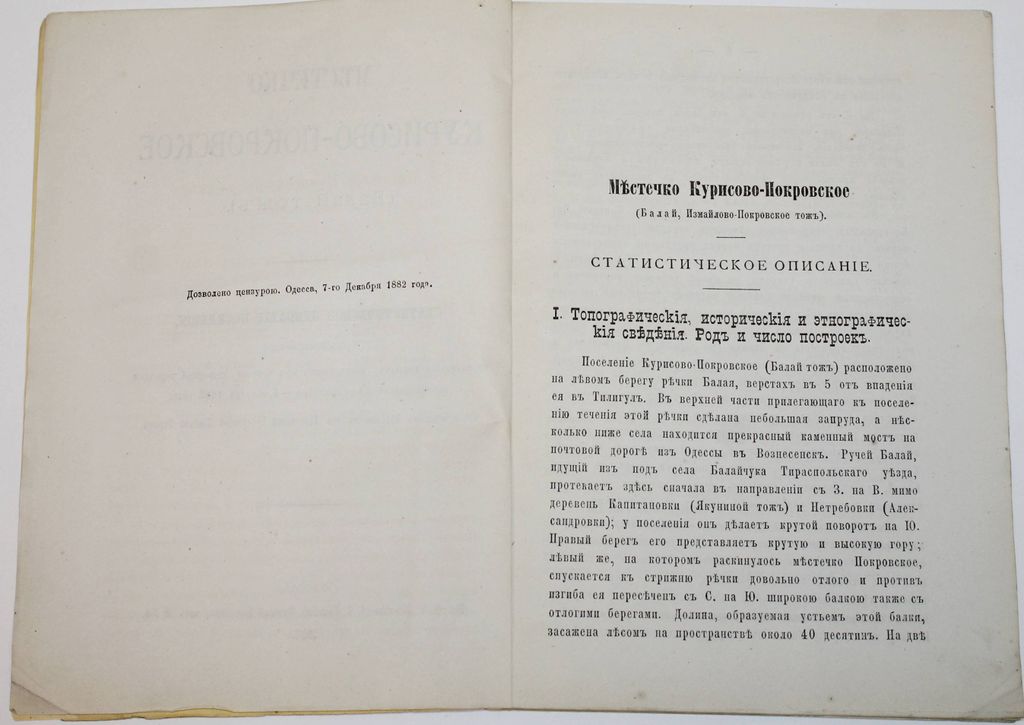 Дозволено цензурою. Одесса, 7-го Декабря 1882 года.
Мѣстечко Курисово-Покровское
(Балай, Измайлово-Покровское тожъ).
СТАТИСТИЧЕСКОЕ ОПИСАНІЕ.
I. Топографическія, историческія и этнографичес-
кія свѣдѣнія. Родъ и число построекъ.
Поселеніе Курисово-Покровское (Балай тожъ) расположено
на лѣвомъ берегу рѣчки Балая, верстахъ въ 5 отъ впаденія
ея въ Тилигулъ. Въ верхней части прилегающаго къ поселе-
нію теченія этой рѣчки сдѣлана небольшая запруда, а нѣс-
колько ниже села находится прекрасный каменный мостъ на
почтовой дорогѣ изъ Одессы въ Вознесенскъ. Ручей Балай,
идущій изъ подъ села Балайчука Тираспольскаго уѣзда,
протекаетъ здѣсь сначала въ направленіи съ З. на В. мимо
деревень Капитановки (Якуниной тожъ) и Нетребовки (Алек-
сандровки); у поселенія онъ дѣлаетъ крутой поворотъ на Ю.
Правый берегъ его представляетъ крутую и высокую гору;
лѣвый же, на которомъ раскинулось мѣстечко Покровское,
спускается къ стрижню рѣчки довольно отлого и противъ
изгиба ея пересѣченъ съ С. на Ю. широкою балкою также съ
отлогими берегами. Долина, образуемая устьемъ этой балки,
засажена лѣсомъ на пространствѣ около 40 десятинъ. На двѣ